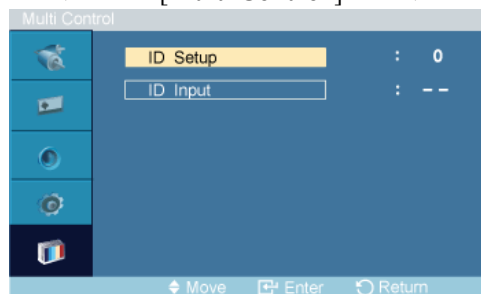 Multi Control
ID Setup : 0
ID Input : --
Move Enter Return